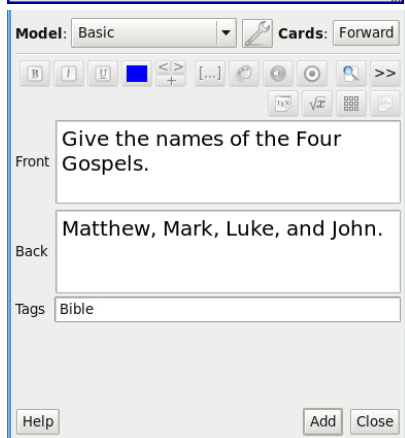 Model: Basic Cards: Forward
B I U < > + [...] >>
TEX √x
Front Give the names of the Four
Gospels.
Back Matthew, Mark, Luke, and John.
Tags Bible
Help Add Close